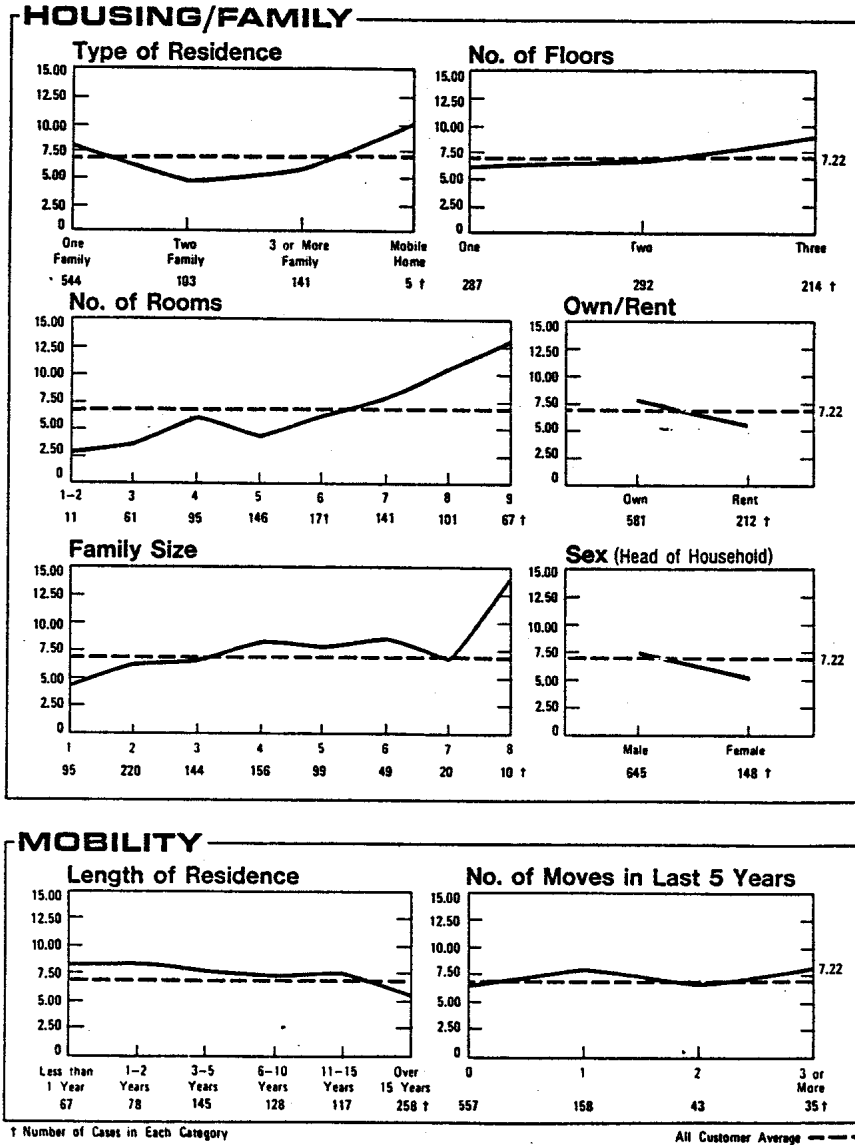 HOUSING/FAMILY
Type of Residence
15.00
12.50
10.00
7.50
5.00
2.50
0
One Family
Two Family
3 or More Family
Mobile Home
544 193 141 5 †
No. of Floors
15.00
12.50
10.00
7.50
5.00
2.50
0
7.22
One Two Three
287 292 214 †
No. of Rooms
15.00
12.50
10.00
7.50
5.00
2.50
0
1–2 3 4 5 6 7 8 9
11 61 95 146 171 141 101 67 †
Own/Rent
15.00
12.50
10.00
7.50
5.00
2.50
0
7.22
Own Rent
581 212 †
Family Size
15.00
12.50
10.00
7.50
5.00
2.50
0
1 2 3 4 5 6 7 8
95 220 144 156 99 49 20 10 †
Sex (Head of Household)
15.00
12.50
10.00
7.50
5.00
2.50
0
7.22
Male Female
645 148 †
MOBILITY
Length of Residence
15.00
12.50
10.00
7.50
5.00
2.50
0
Less than 1 Year
1–2 Years
3–5 Years
6–10 Years
11–15 Years
Over 15 Years
67 78 145 128 117 258 †
No. of Moves in Last 5 Years
15.00
12.50
10.00
7.50
5.00
2.50
0
7.22
0 1 2 3 or More
557 158 43 35 †
† Number of Cases in Each Category
All Customer Average